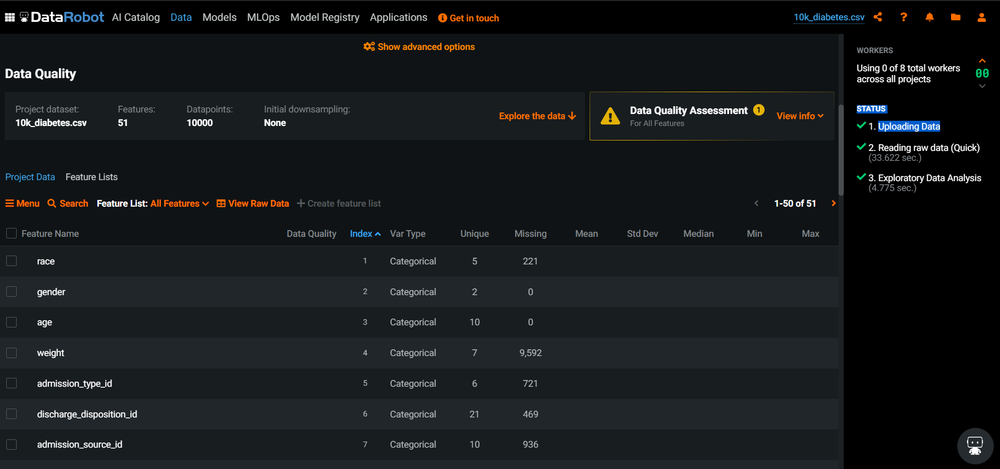 DataRobot AI Catalog Data Models MLOps Model Registry Applications Get in touch 10k_diabetes.csv
Show advanced options
Data Quality
Project dataset: Features: Datapoints: Initial downsampling:
10k_diabetes.csv 51 10000 None
Explore the data
Data Quality Assessment 1
For All Features
View info
Project Data Feature Lists
Menu Search Feature List: All Features View Raw Data Create feature list 1-50 of 51
Feature Name Data Quality Index Var Type Unique Missing Mean Std Dev Median Min Max
race 1 Categorical 5 221
gender 2 Categorical 2 0
age 3 Categorical 10 0
weight 4 Categorical 7 9,592
admission_type_id 5 Categorical 6 721
discharge_disposition_id 6 Categorical 21 469
admission_source_id 7 Categorical 10 936
WORKERS
Using 0 of 8 total workers
across all projects
00
STATUS
1. Uploading Data
2. Reading raw data (Quick)
(33.622 sec.)
3. Exploratory Data Analysis
(4.775 sec.)